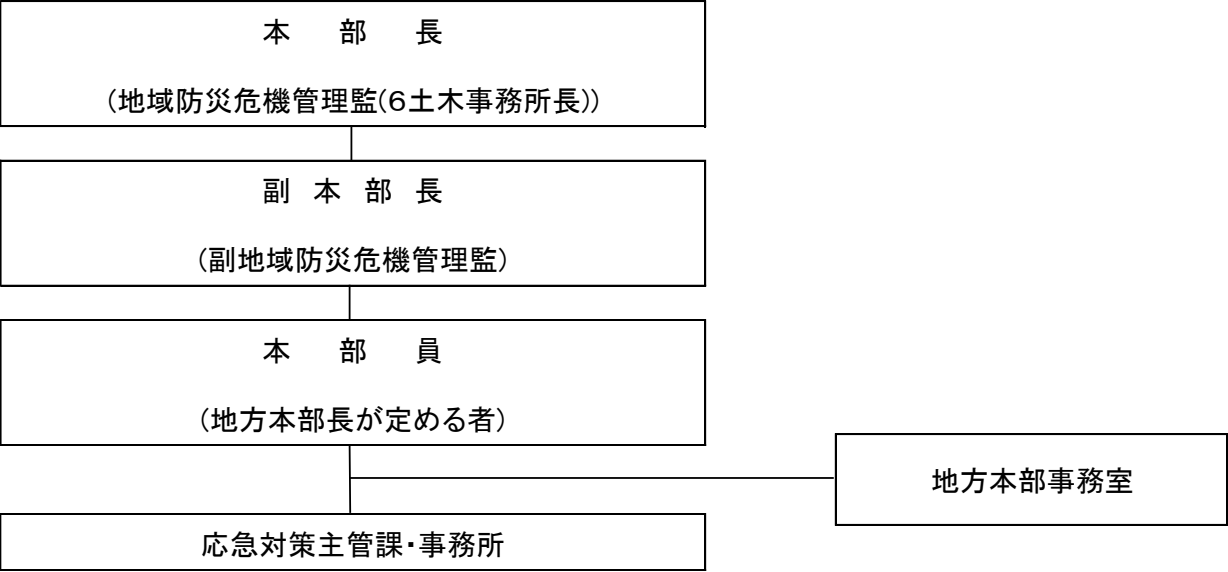 本　部　長
（地域防災危機管理監（６土木事務所長））
副　本　部　長
（副地域防災危機管理監）
本　部　員
（地方本部長が定める者）
地方本部事務室
応急対策主管課・事務所